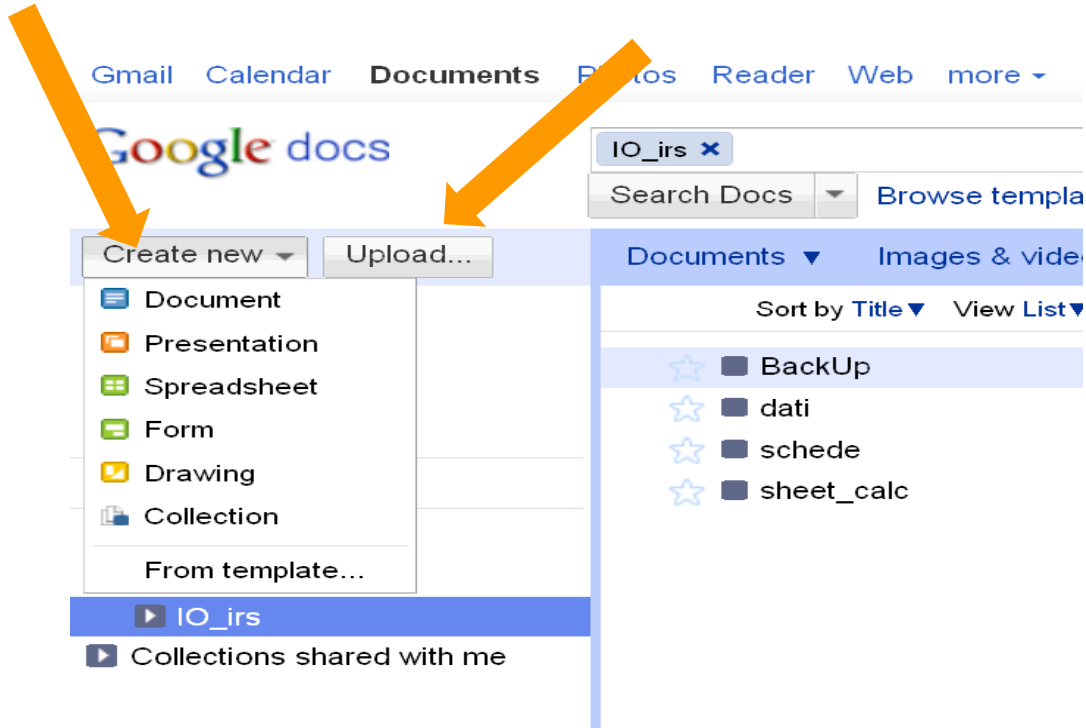 Gmail Calendar Documents Photos Reader Web more
Google docs
IO_irs
Search Docs Browse templa
Create new Upload...
Documents Images & vide
Document
Sort by Title View List
Presentation
BackUp
Spreadsheet
dati
Form
schede
Drawing
sheet_calc
Collection
From template...
IO_irs
Collections shared with me